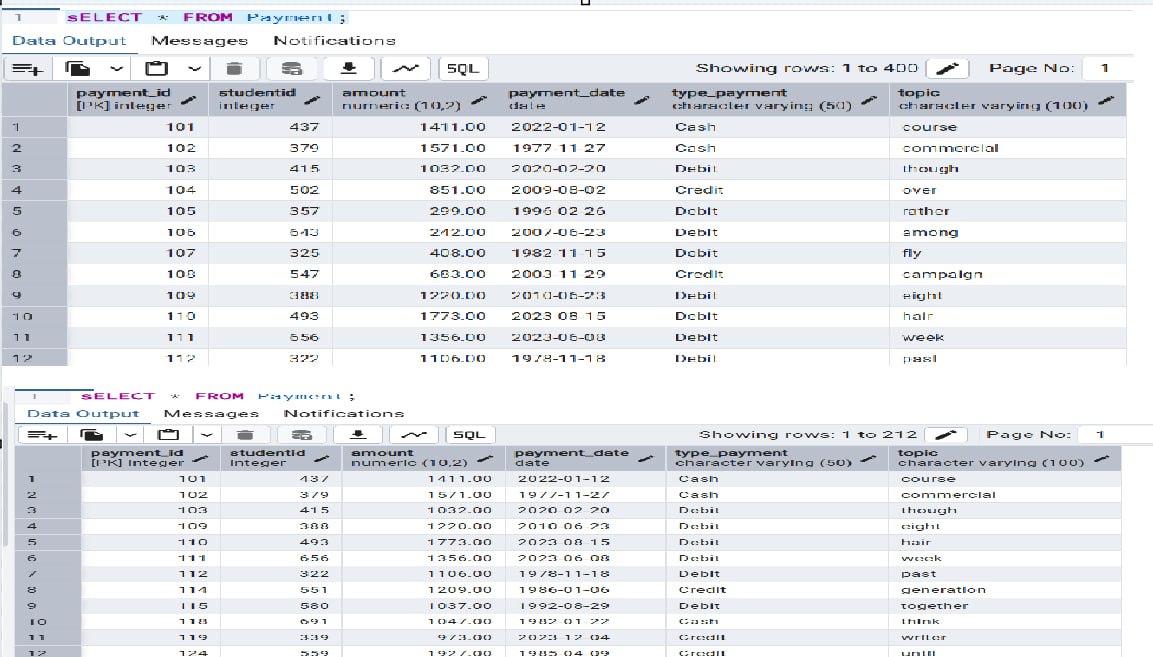 1 sELECT * FROM Payment;
Data Output Messages Notifications
SQL Showing rows: 1 to 400 Page No: 1
payment_id studentid amount payment_date type_payment topic
[PK] integer integer numeric (10,2) date character varying (50) character varying (100)
1 101 437 1411.00 2022-01-12 Cash course
2 102 379 1571.00 1977-11-27 Cash commercial
3 103 415 1032.00 2020-02-20 Debit though
4 104 502 851.00 2009-08-02 Credit over
5 105 357 299.00 1996-02-26 Debit rather
6 106 643 242.00 2007-06-23 Debit among
7 107 325 408.00 1982-11-15 Debit fly
8 108 547 683.00 2003-11-29 Credit campaign
9 109 388 1220.00 2010-06-23 Debit eight
10 110 493 1773.00 2023-08-15 Debit hair
11 111 656 1356.00 2023-06-08 Debit week
12 112 322 1106.00 1978-11-18 Debit past
1 sELECT * FROM Payment;
Data Output Messages Notifications
SQL Showing rows: 1 to 212 Page No: 1
payment_id studentid amount payment_date type_payment topic
[PK] integer integer numeric (10,2) date character varying (50) character varying (100)
1 101 437 1411.00 2022-01-12 Cash course
2 102 379 1571.00 1977-11-27 Cash commercial
3 103 415 1032.00 2020-02-20 Debit though
4 109 388 1220.00 2010-06-23 Debit eight
5 110 493 1773.00 2023-08-15 Debit hair
6 111 656 1356.00 2023-06-08 Debit week
7 112 322 1106.00 1978-11-18 Debit past
8 114 551 1209.00 1986-01-06 Credit generation
9 115 580 1037.00 1992-08-29 Debit together
10 118 691 1047.00 1982-01-22 Cash think
11 119 339 973.00 2023-12-04 Credit writer
12 124 559 1927.00 1985-04-09 Credit until